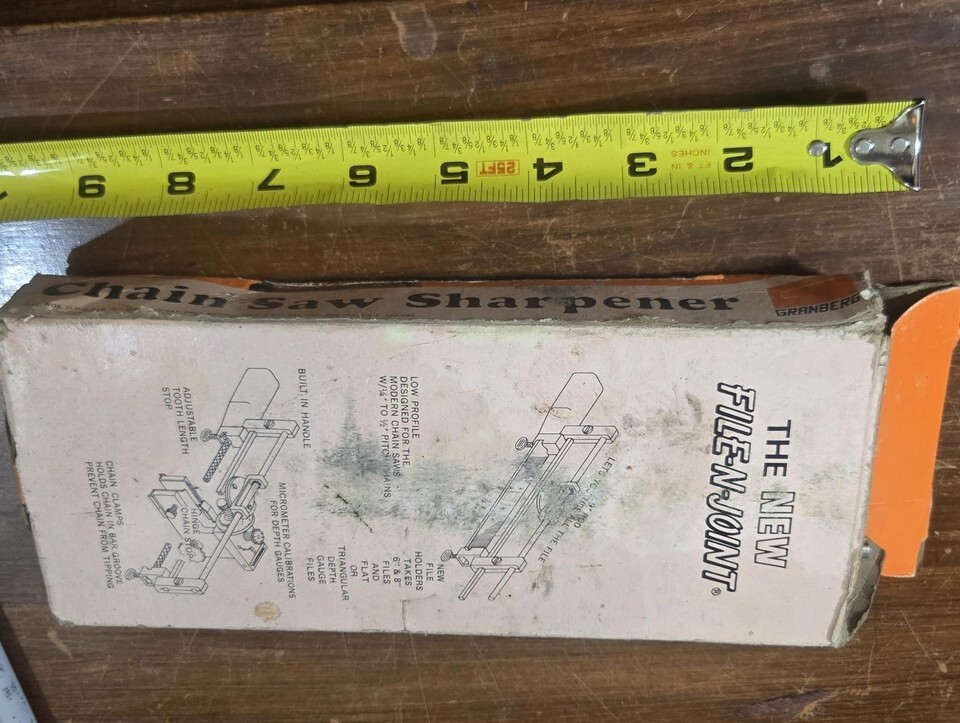 9 8 7 6 5 25FT 4 3 FT & IN INCHES 2 1
Chain Saw Sharpener
GRANBERG
THE NEW
FILE-N-JOINT®
LOW PROFILE
DESIGNED FOR THE
MODERN CHAIN SAWS
W/¼" TO ½" PITCH CHAINS
NEW
FILE
HOLDERS
TAKES
6" & 8"
FILES
AND
FLAT
OR
TRIANGULAR
DEPTH
GAUGE
FILES
BUILT IN HANDLE
MICROMETER CALIBRATIONS
FOR DEPTH GAUGES
ADJUSTABLE
TOOTH LENGTH
STOP
HINGE
CHAIN STOP
CHAIN CLAMPS
HOLDS CHAIN IN BAR GROOVE
PREVENT CHAIN FROM TIPPING